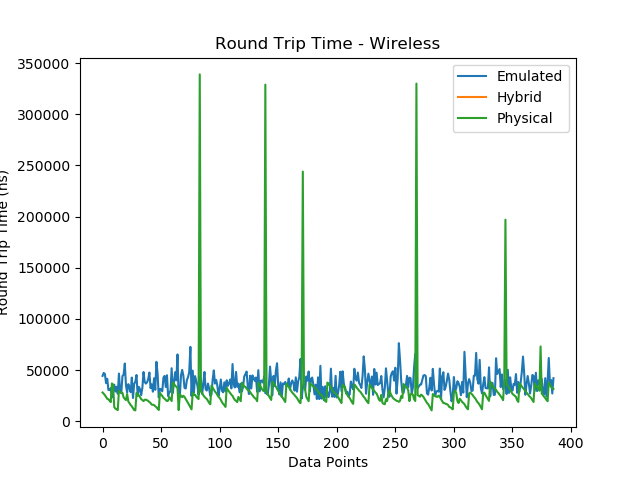 Round Trip Time - Wireless
350000
300000
250000
200000
150000
100000
50000
0
Round Trip Time (ns)
Emulated
Hybrid
Physical
0 50 100 150 200 250 300 350 400
Data Points